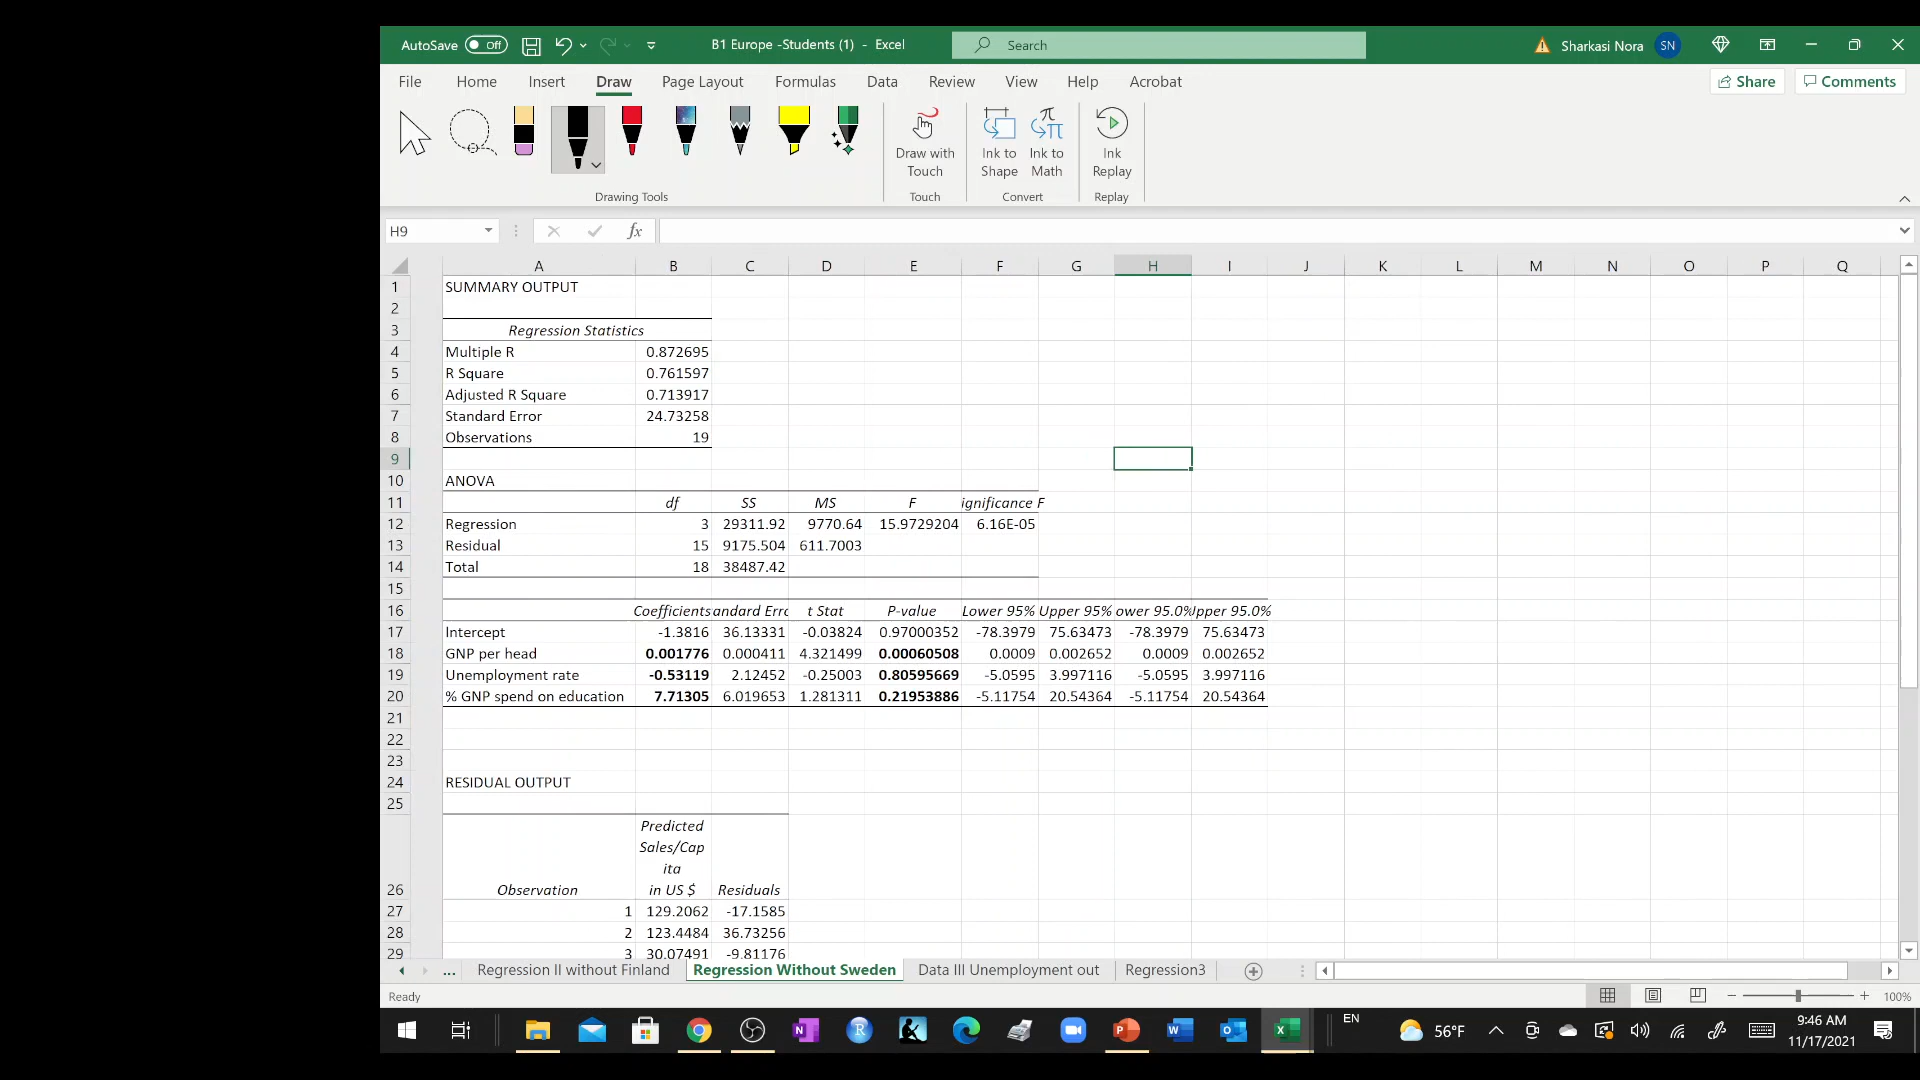 AutoSave Off B1 Europe -Students (1) - Excel Search Sharkasi Nora SN
File Home Insert Draw Page Layout Formulas Data Review View Help Acrobat Share Comments
Draw with Touch Ink to Shape Ink to Math Ink Replay
Drawing Tools Touch Convert Replay
H9 fx
A B C D E F G H I J K L M N O P Q
1 SUMMARY OUTPUT
2
3 Regression Statistics
4 Multiple R 0.872695
5 R Square 0.761597
6 Adjusted R Square 0.713917
7 Standard Error 24.73258
8 Observations 19
9
10 ANOVA
11 df SS MS F ignificance F
12 Regression 3 29311.92 9770.64 15.9729204 6.16E-05
13 Residual 15 9175.504 611.7003
14 Total 18 38487.42
15
16 Coefficients andard Erro t Stat P-value Lower 95% Upper 95% ower 95.0% Upper 95.0%
17 Intercept -1.3816 36.13331 -0.03824 0.97000352 -78.3979 75.63473 -78.3979 75.63473
18 GNP per head 0.001776 0.000411 4.321499 0.00060508 0.0009 0.002652 0.0009 0.002652
19 Unemployment rate -0.53119 2.12452 -0.25003 0.80595669 -5.0595 3.997116 -5.0595 3.997116
20 % GNP spend on education 7.71305 6.019653 1.281311 0.21953886 -5.11754 20.54364 -5.11754 20.54364
21
22
23
24 RESIDUAL OUTPUT
25
Predicted
Sales/Cap
ita
26 Observation in US $ Residuals
27 1 129.2062 -17.1585
28 2 123.4484 36.73256
29 3 30.07491 -9.81176
... Regression II without Finland Regression Without Sweden Data III Unemployment out Regression3
Ready 100%
EN 56°F 9:46 AM
11/17/2021